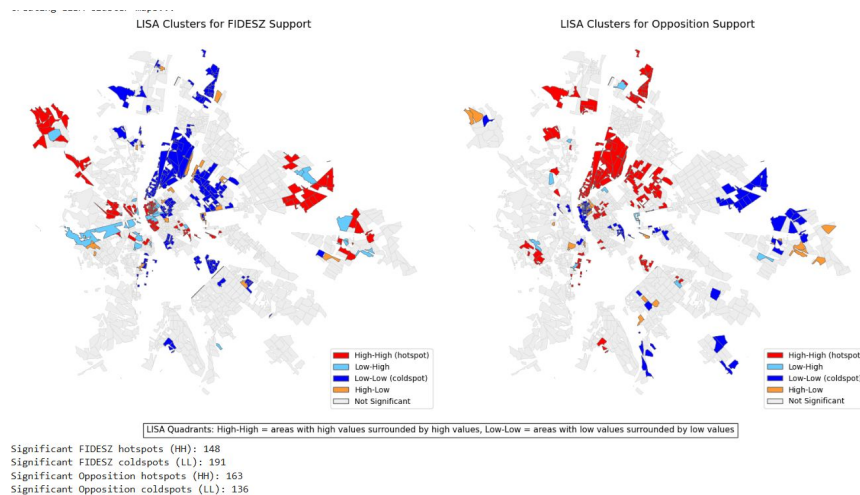 Creating LISA cluster maps...
LISA Clusters for FIDESZ Support
LISA Clusters for Opposition Support
High-High (hotspot)
Low-High
Low-Low (coldspot)
High-Low
Not Significant
High-High (hotspot)
Low-High
Low-Low (coldspot)
High-Low
Not Significant
LISA Quadrants: High-High = areas with high values surrounded by high values, Low-Low = areas with low values surrounded by low values
Significant FIDESZ hotspots (HH): 148
Significant FIDESZ coldspots (LL): 191
Significant Opposition hotspots (HH): 163
Significant Opposition coldspots (LL): 136